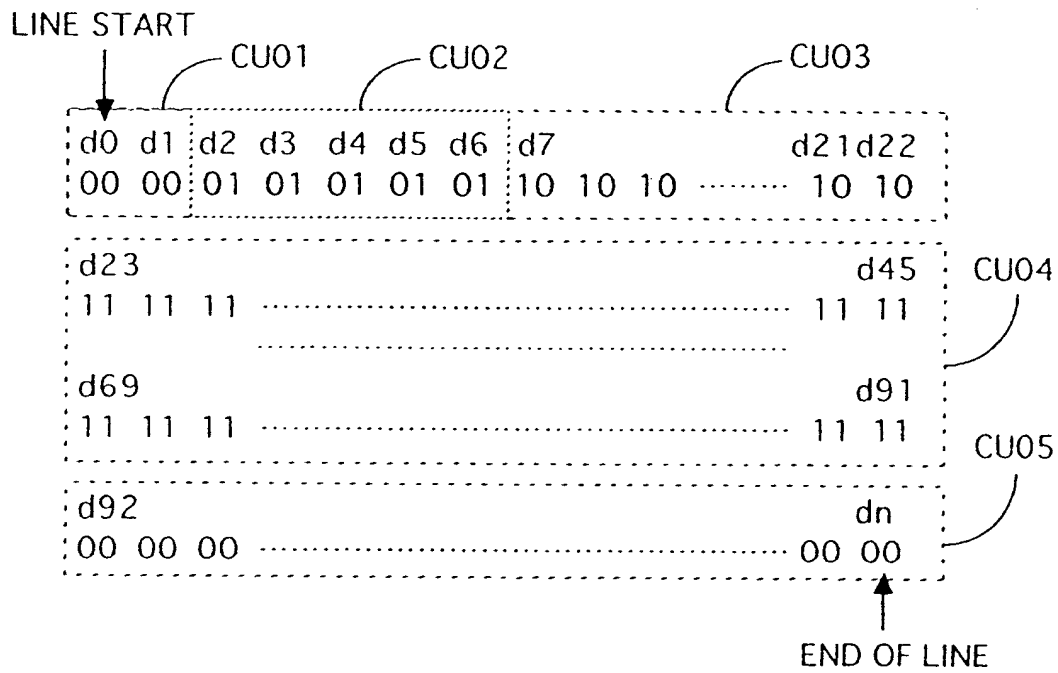 LINE START
CU01 CU02 CU03
d0 d1 d2 d3 d4 d5 d6 d7 d21 d22
00 00 01 01 01 01 01 10 10 10 ········ 10 10
d23 d45
CU04
11 11 11 ········ 11 11
d69 d91
11 11 11 ········ 11 11
CU05
d92 dn
00 00 00 ········ 00 00
END OF LINE